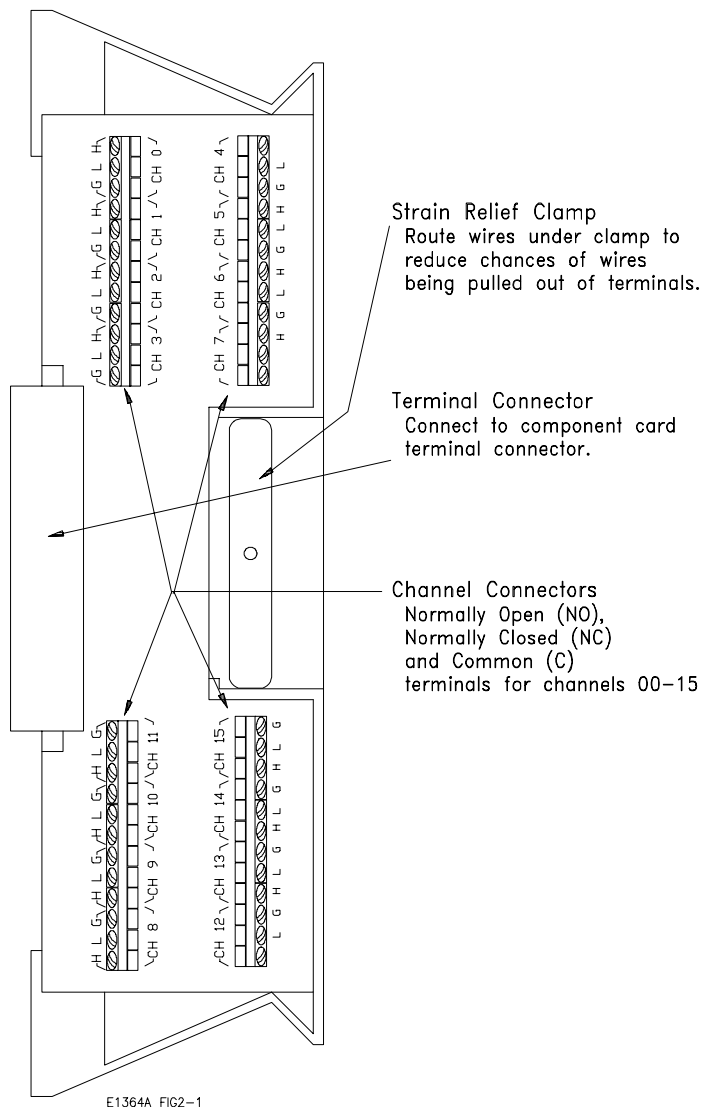 H L G H L G H L G H L G
CH 0
CH 1
CH 2
CH 3
CH 4
CH 5
CH 6
CH 7
L G H L G H L G H
Strain Relief Clamp
Route wires under clamp to
reduce chances of wires
being pulled out of terminals.
Terminal Connector
Connect to component card
terminal connector.
Channel Connectors
Normally Open (NO),
Normally Closed (NC)
and Common (C)
terminals for channels 00-15
G L H G L H G L H G L H
CH 11
CH 10
CH 9
CH 8
CH 15
CH 14
CH 13
CH 12
G L H G L H G L H G L
E1364A FIG2-1